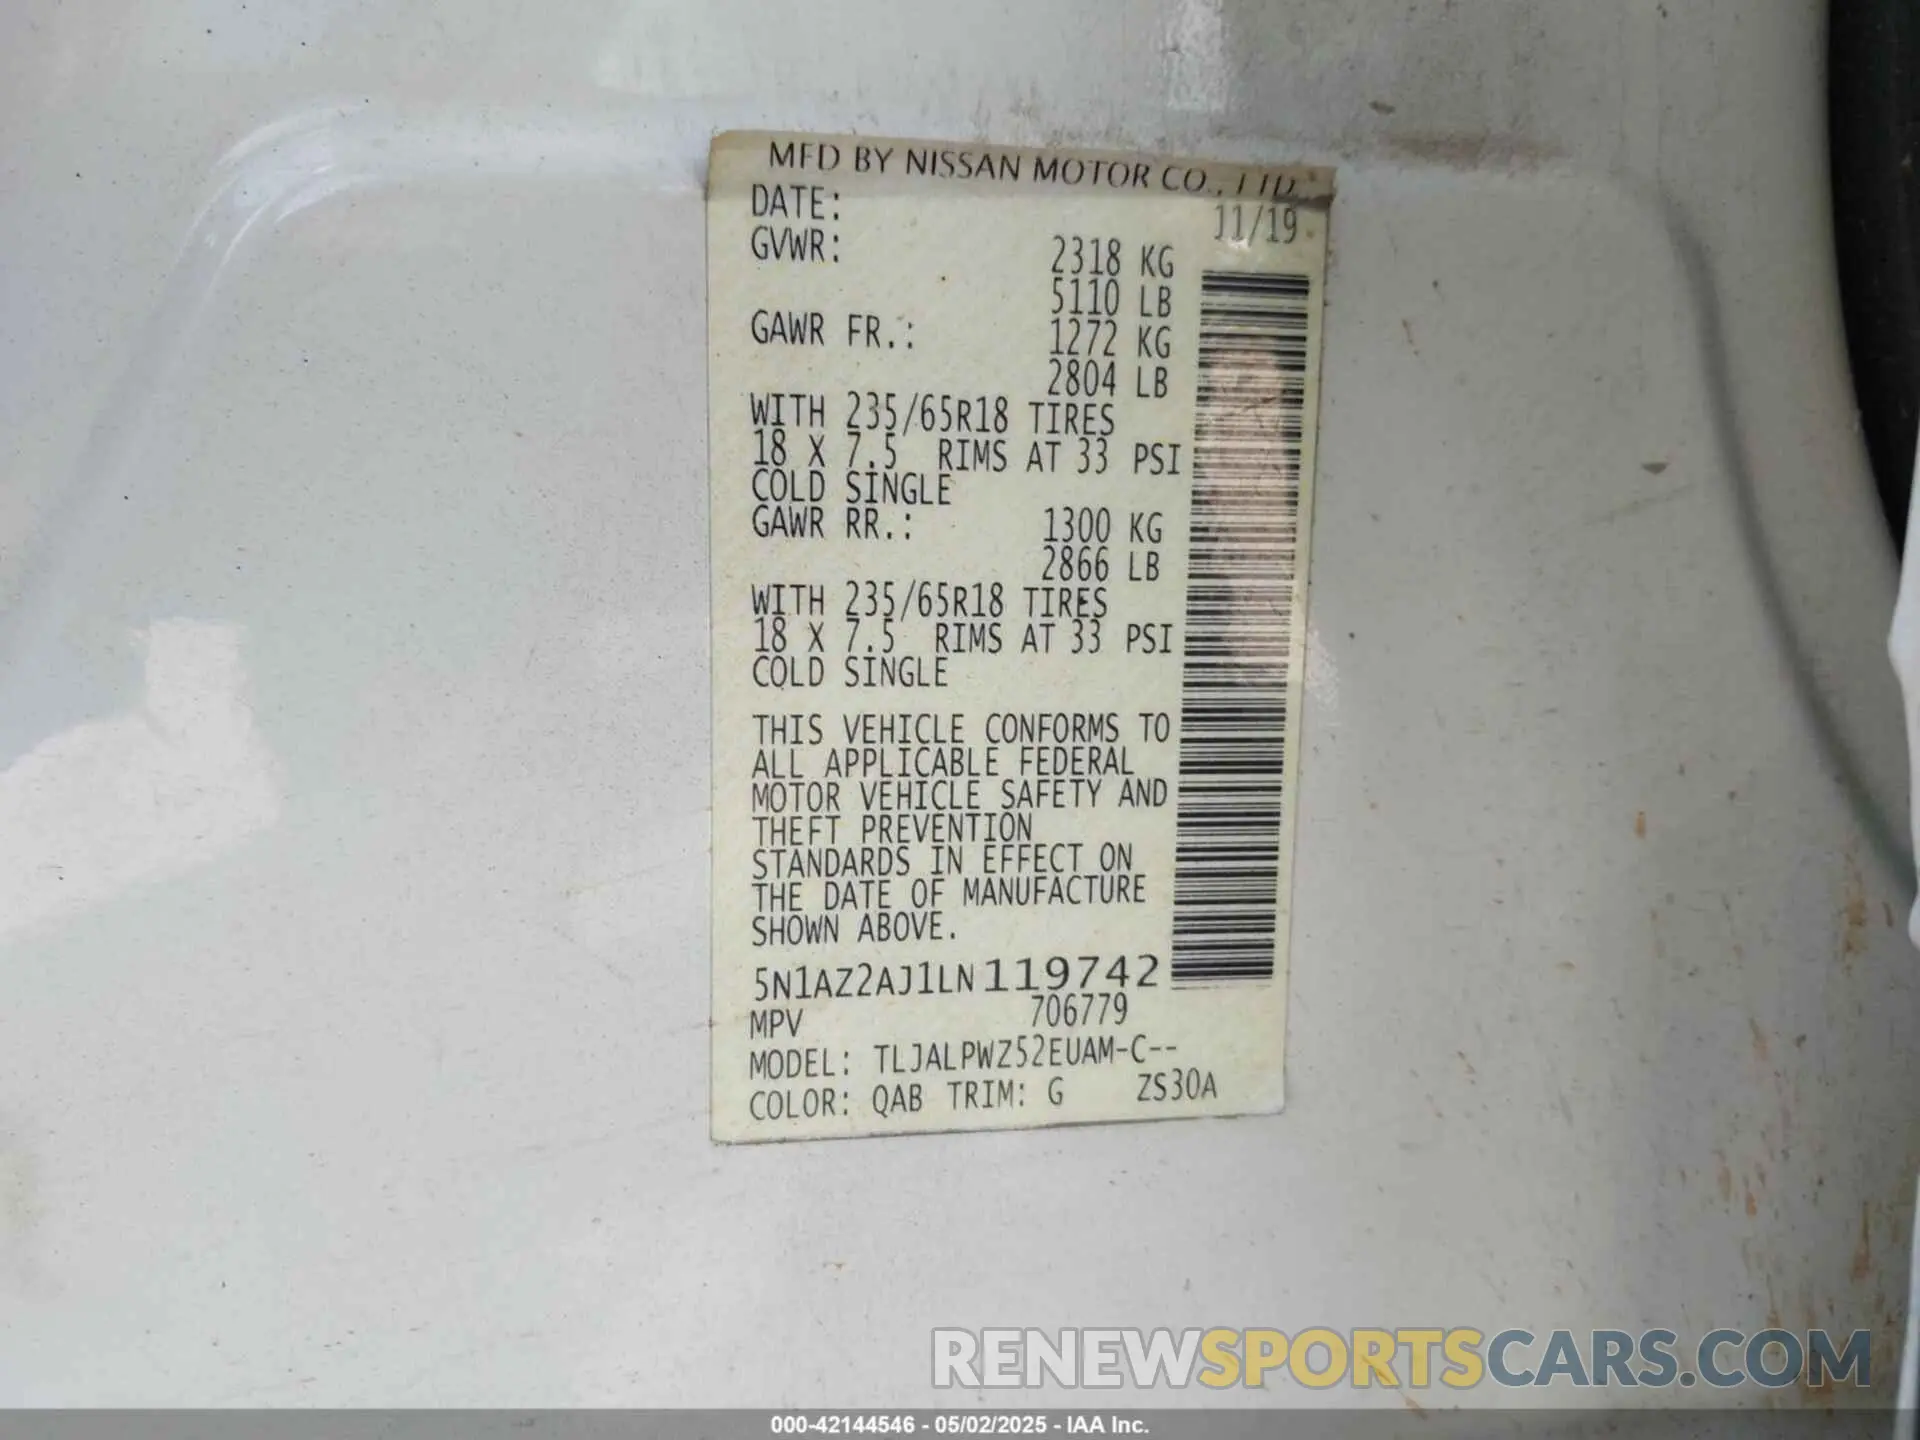 MFD BY NISSAN MOTOR CO., LTD.
DATE: 11/19
GVWR: 2318 KG
5110 LB
GAWR FR.: 1272 KG
2804 LB
WITH 235/65R18 TIRES
18 X 7.5 RIMS AT 33 PSI
COLD SINGLE
GAWR RR.: 1300 KG
2866 LB
WITH 235/65R18 TIRES
18 X 7.5 RIMS AT 33 PSI
COLD SINGLE
THIS VEHICLE CONFORMS TO
ALL APPLICABLE FEDERAL
MOTOR VEHICLE SAFETY AND
THEFT PREVENTION
STANDARDS IN EFFECT ON
THE DATE OF MANUFACTURE
SHOWN ABOVE.
5N1AZ2AJ1LN119742
MPV 706779
MODEL: TLJALPWZ52EUAM-C--
COLOR: QAB TRIM: G ZS30A
RENEWSPORTSCARS.COM
000-42144546 - 05/02/2025 - IAA Inc.